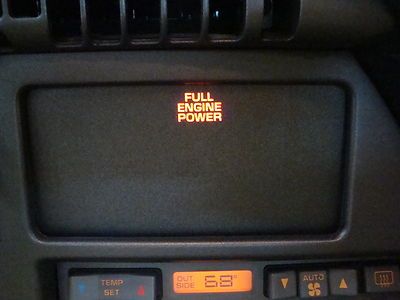 FULL
ENGINE
POWER
TEMP
SET
OUT
SIDE
68°
AUTO